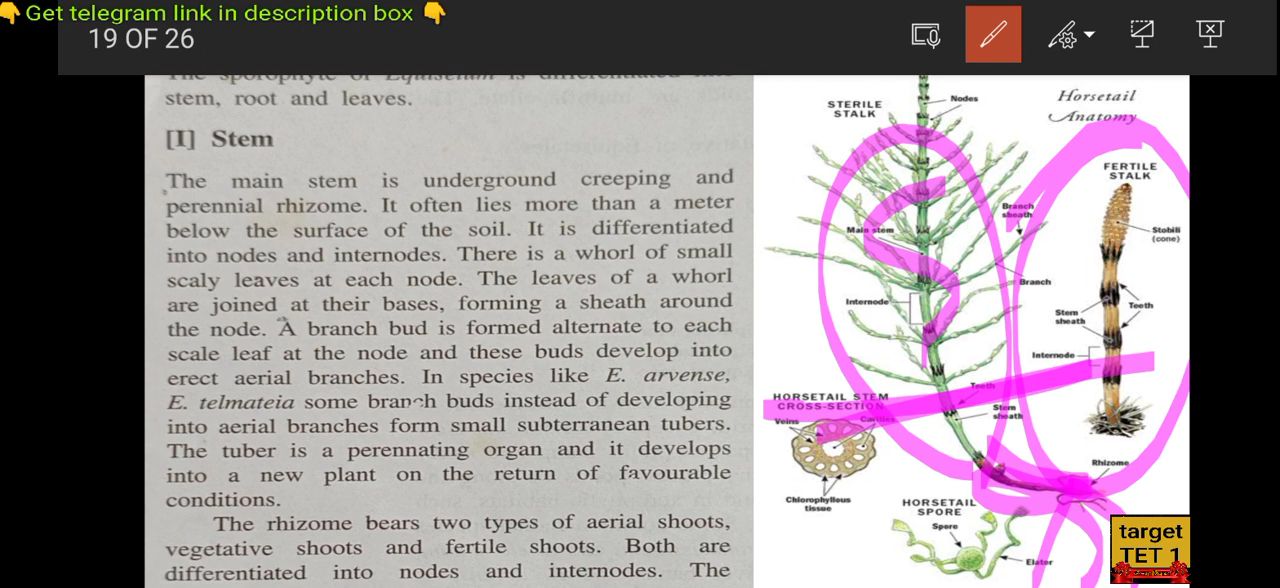 Get telegram link in description box
19 OF 26
The sporophyte of Equisetum is differentiated into
stem, root and leaves.
[I] Stem
The main stem is underground creeping and
perennial rhizome. It often lies more than a meter
below the surface of the soil. It is differentiated
into nodes and internodes. There is a whorl of small
scaly leaves at each node. The leaves of a whorl
are joined at their bases, forming a sheath around
the node. A branch bud is formed alternate to each
scale leaf at the node and these buds develop into
erect aerial branches. In species like E. arvense,
E. telmateia some branch buds instead of developing
into aerial branches form small subterranean tubers.
The tuber is a perennating organ and it develops
into a new plant on the return of favourable
conditions.
The rhizome bears two types of aerial shoots,
vegetative shoots and fertile shoots. Both are
differentiated into nodes and internodes. The
Horsetail
Anatomy
STERILE
STALK
Nodes
Branch
sheath
Main stem
Branch
Internode
Teeth
Stem
sheath
Rhizome
FERTILE
STALK
Stobili
(cone)
Teeth
Stem
sheath
Internode
HORSETAIL STEM
CROSS-SECTION
Veins
Cavities
Chlorophyllous
tissue
HORSETAIL
SPORE
Spore
Elater
target
TET 1